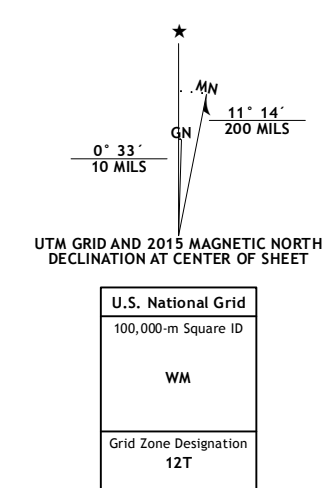 ★
MN
GN
11° 14´
200 MILS
0° 33´
10 MILS
UTM GRID AND 2015 MAGNETIC NORTH
DECLINATION AT CENTER OF SHEET
U.S. National Grid
100,000-m Square ID
WM
Grid Zone Designation
12T